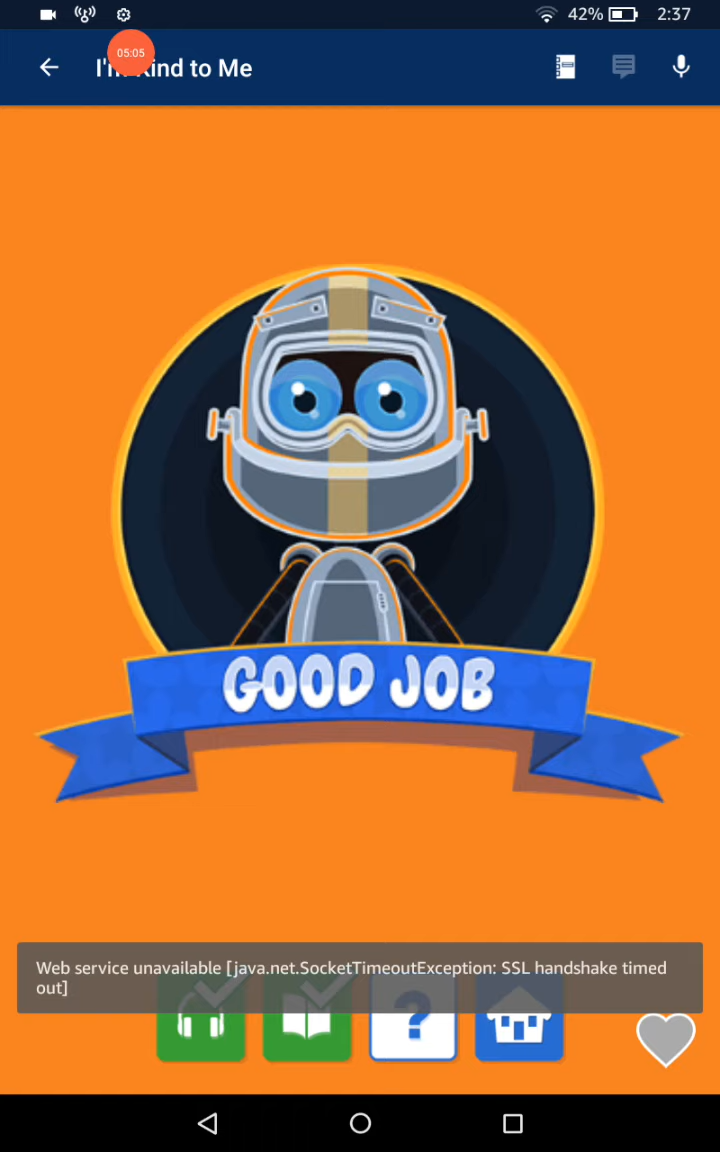 42% 2:37
05:05
I'm Kind to Me
GOOD JOB
Web service unavailable [java.net.SocketTimeoutException: SSL handshake timed
out]
?